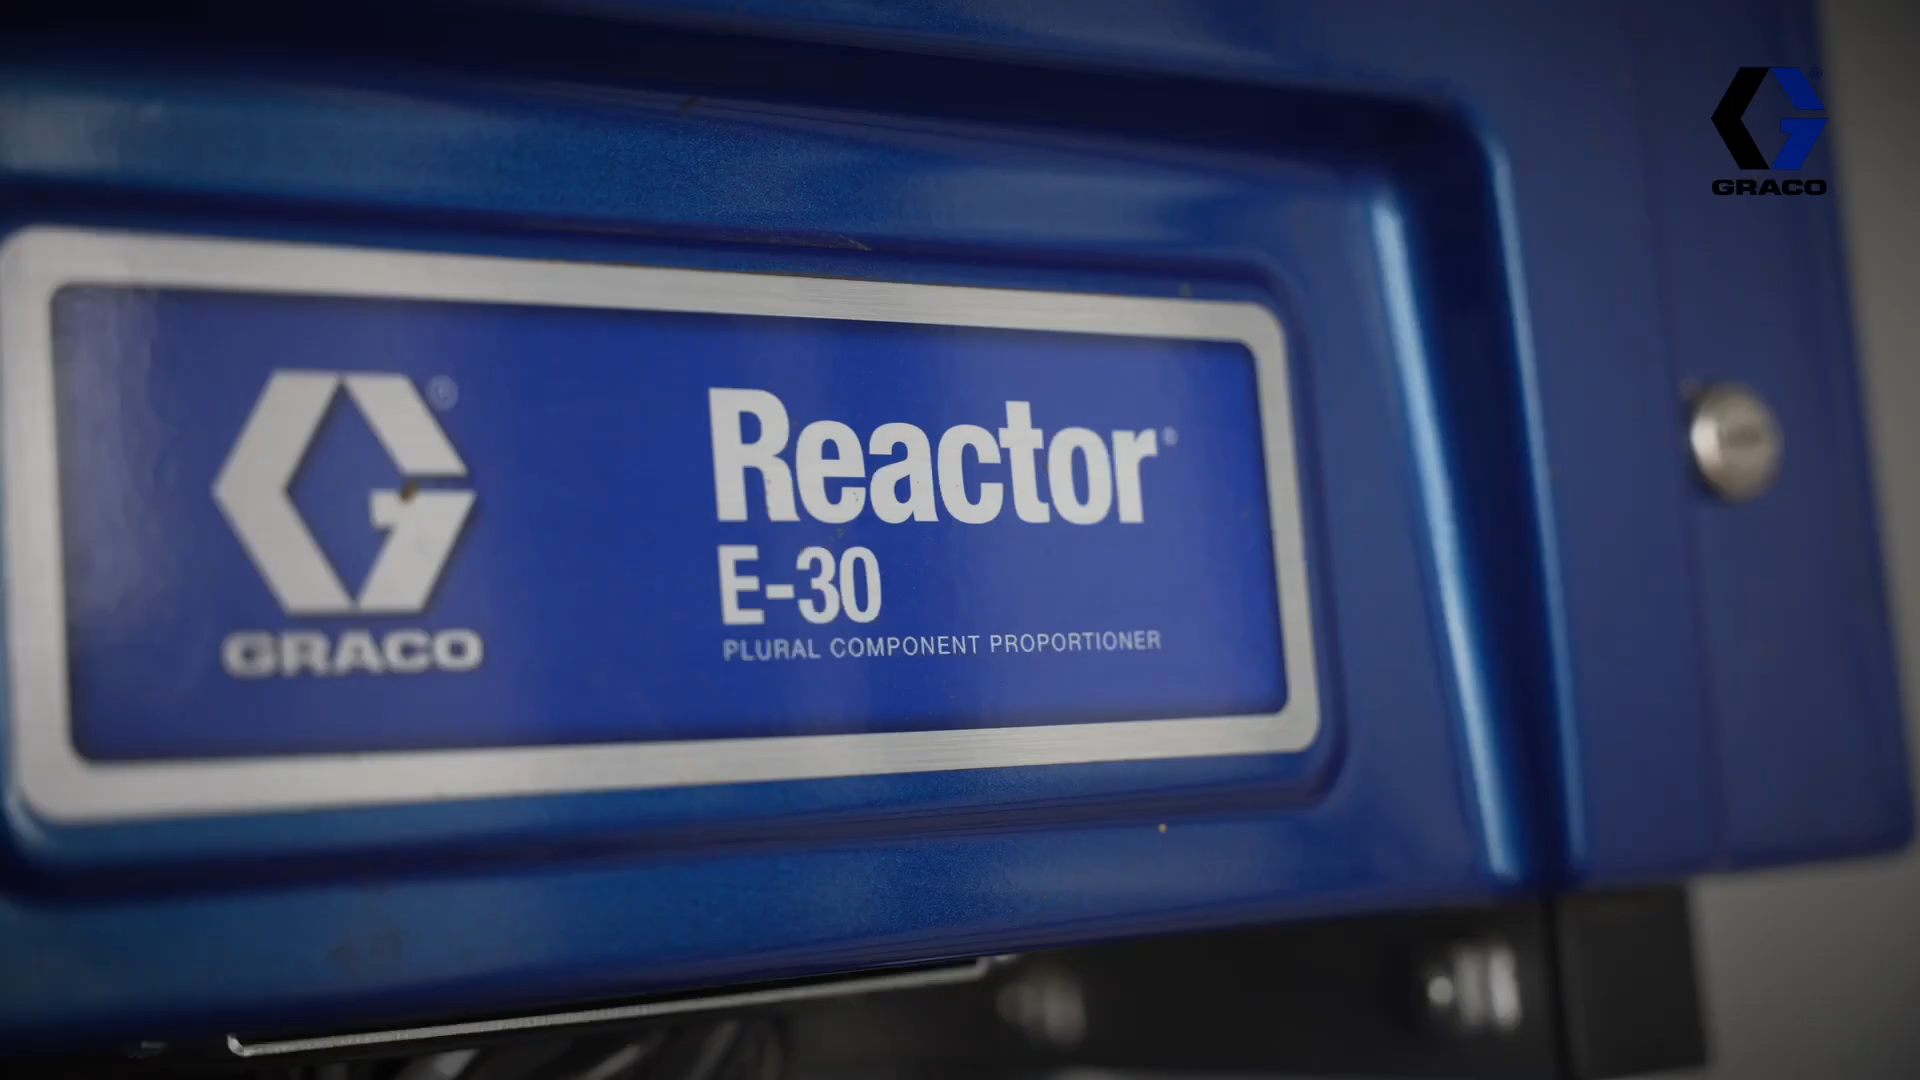 GRACO
Reactor®
E-30
PLURAL COMPONENT PROPORTIONER
GRACO